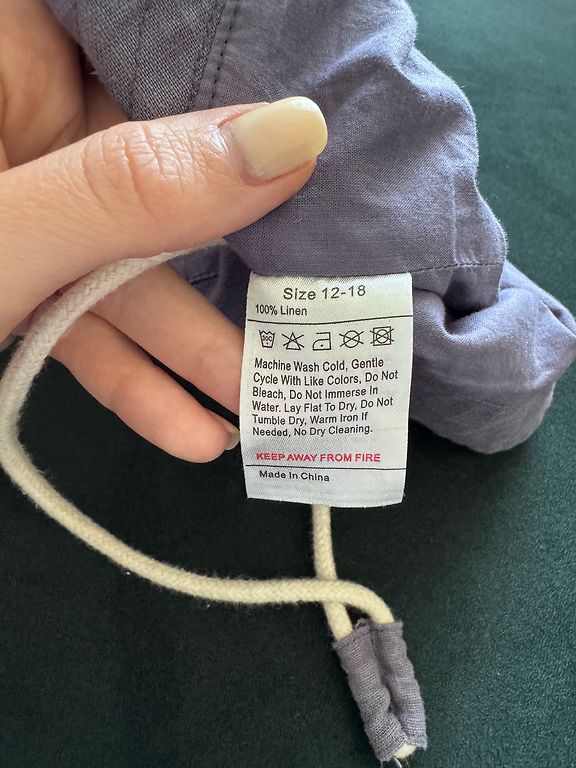 Size 12-18
100% Linen
Machine Wash Cold, Gentle
Cycle With Like Colors, Do Not
Bleach, Do Not Immerse In
Water. Lay Flat To Dry, Do Not
Tumble Dry, Warm Iron If
Needed, No Dry Cleaning.
KEEP AWAY FROM FIRE
Made In China